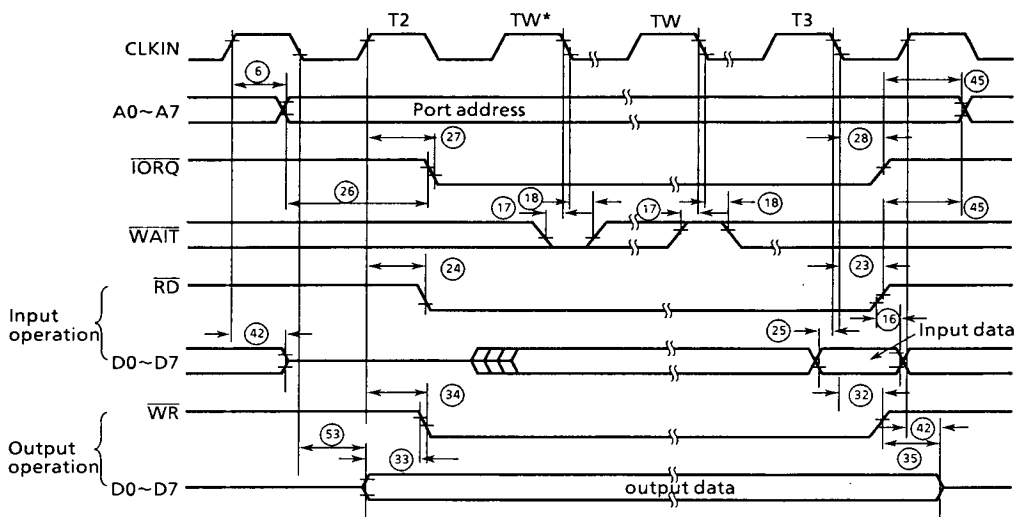 T2 TW* TW T3
CLKIN
6 45
A0~A7 Port address
27 28
IORQ
26 17 18 17 18 45
WAIT
24 23
RD
Input operation
42 25 16 Input data
D0~D7
34 32
WR
53 33 42 35
Output operation
D0~D7 output data